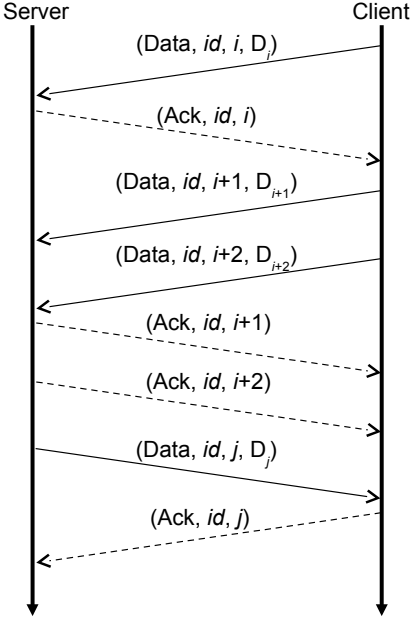 Server Client
(Data, id, i, Dᵢ)
(Ack, id, i)
(Data, id, i+1, Dᵢ₊₁)
(Data, id, i+2, Dᵢ₊₂)
(Ack, id, i+1)
(Ack, id, i+2)
(Data, id, j, Dⱼ)
(Ack, id, j)